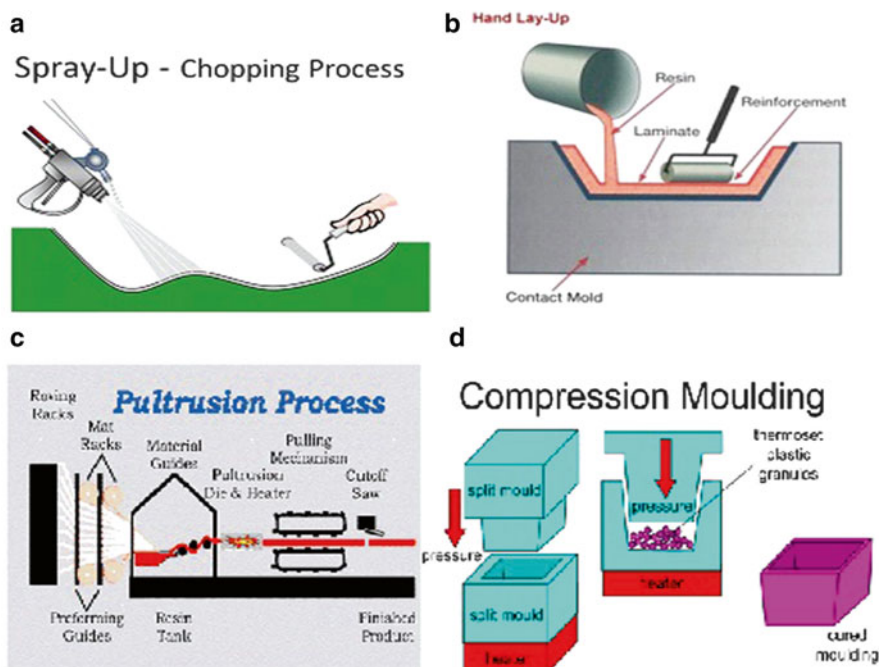 a
Spray-Up - Chopping Process
b
Hand Lay-Up
Resin
Reinforcement
Laminate
Contact Mold
c
Pultrusion Process
Roving
Racks
Mat
Racks
Material
Guides
Pultrusion
Die & Heater
Pulling
Mechanism
Cutoff
Saw
Preforming
Guides
Resin
Tank
Finished
Product
d
Compression Moulding
split mould
pressure
split mould
heater
thermoset
plastic
granules
pressure
heater
cured
moulding